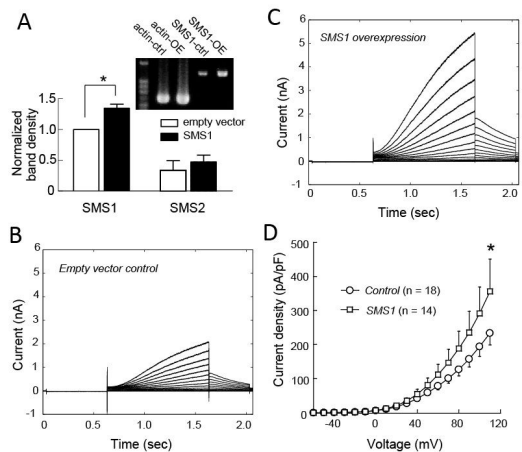 A
actin-ctrl
actin-OE
SMS1-ctrl
SMS1-OE
*
Normalized
band density
1.5
1.0
0.5
0.0
empty vector
SMS1
SMS1
SMS2
B
Empty vector control
Current (nA)
6
5
4
3
2
1
0
1
0.0
0.5
1.0
1.5
2.0
Time (sec)
C
SMS1 overexpression
Current (nA)
6
5
4
3
2
1
0
-1
0.0
0.5
1.0
1.5
2.0
Time (sec)
D
*
Current density (pA/pF)
500
400
300
200
100
0
Control (n = 18)
SMS1 (n = 14)
-40
0
40
80
120
Voltage (mV)